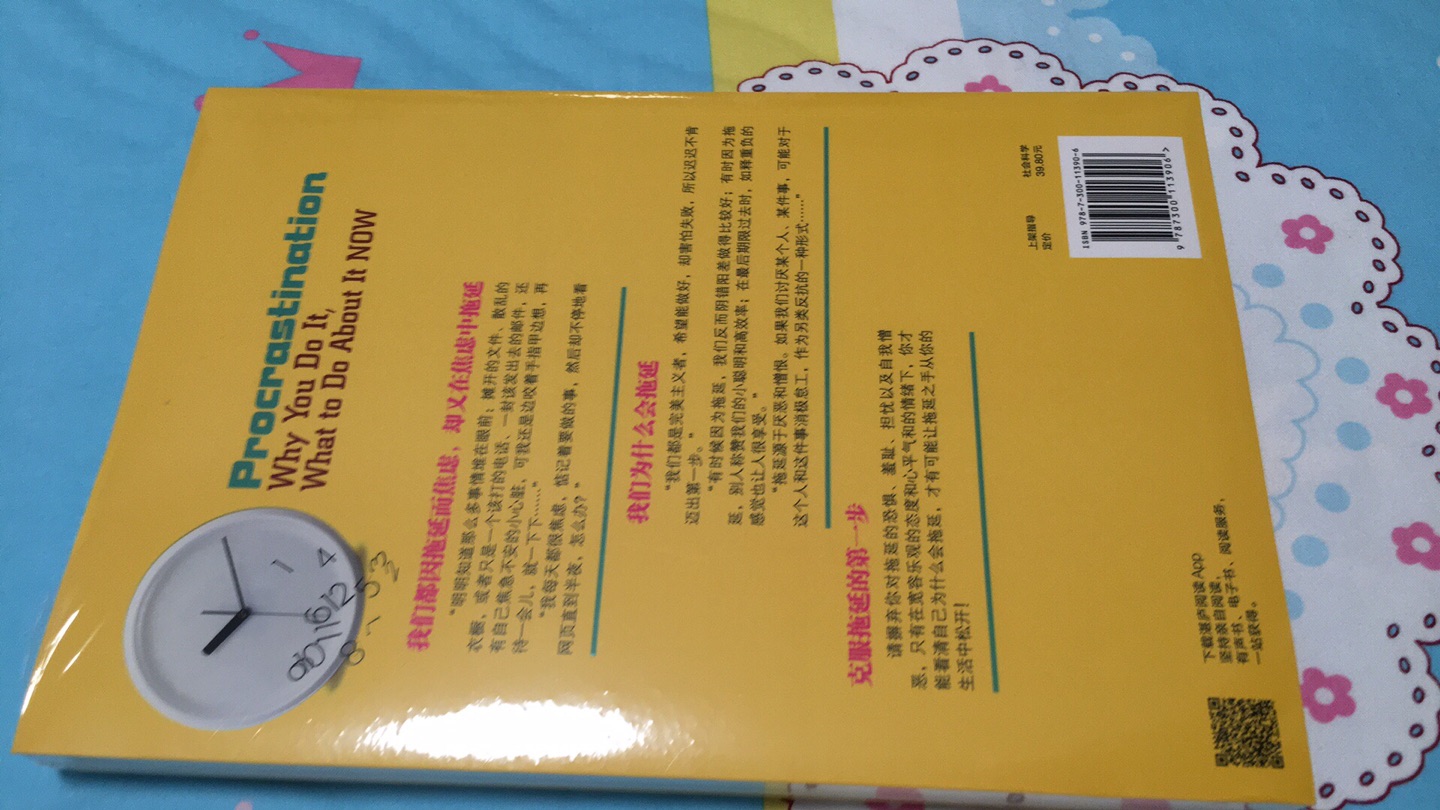 Procrastination
Why You Do It,
What to Do About It NOW
我们都因拖延而焦虑，却又在焦虑中拖延
“明明知道那么多事情堆在眼前：摊开的文件、散乱的
衣橱，或者只是一个该打的电话、一封该发出去的邮件，还
有自己焦急不安的小心脏，可我还是边咬着手指甲边想，再
待一会儿，就一下下……”
“我每天都很焦虑，惦记着要做的事，然后却不停地看
网页直到半夜，怎么办？”
我们为什么会拖延
“我们都是完美主义者，希望能做好，却害怕失败，所以迟迟不肯
迈出第一步。”
“有时候因为拖延，我们反而阴错阳差做得比较好；有时因为拖
延，别人称赞我们的小聪明和高效率；在最后期限过去时，如释重负的
感觉也让人很享受。”
“拖延源于厌恶和憎恨。如果我们讨厌某个人、某件事，可能对于
这个人和这件事消极怠工，作为另类反抗的一种形式……”
克服拖延的第一步
请摒弃你对拖延的恐惧、羞耻、担忧以及自我憎
恶，只有在宽容乐观的态度和心平气和的情绪下，你才
能看清自己为什么会拖延，才有可能让拖延之手从你的
生活中松开！
上架指导 社会科学
定价 39.80元
ISBN 978-7-300-11390-6
9 787300 113906 >
下载湛庐阅读App
坚持亲自阅读，
有声书、电子书、阅读服务，
一站获得。